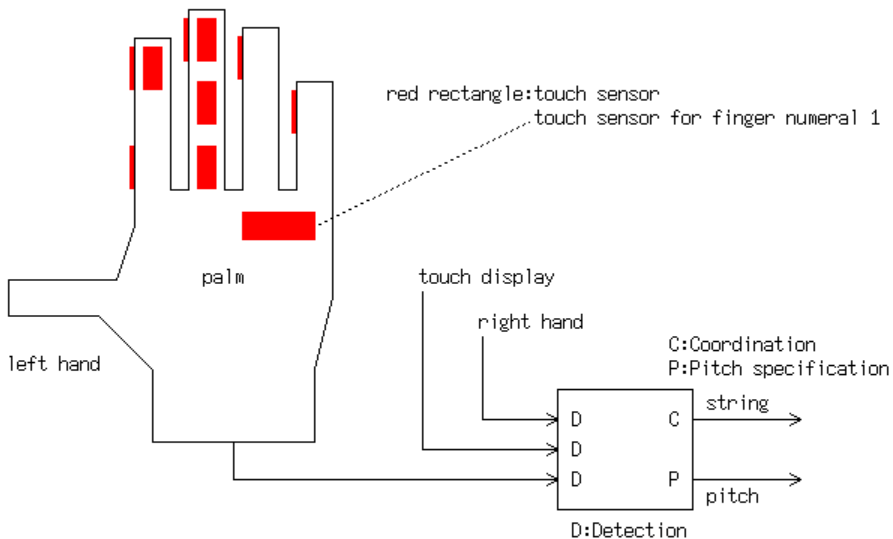 red rectangle:touch sensor
touch sensor for finger numeral 1
palm
touch display
right hand
left hand
C:Coordination
P:Pitch specification
string
D C
D
D P
pitch
D:Detection